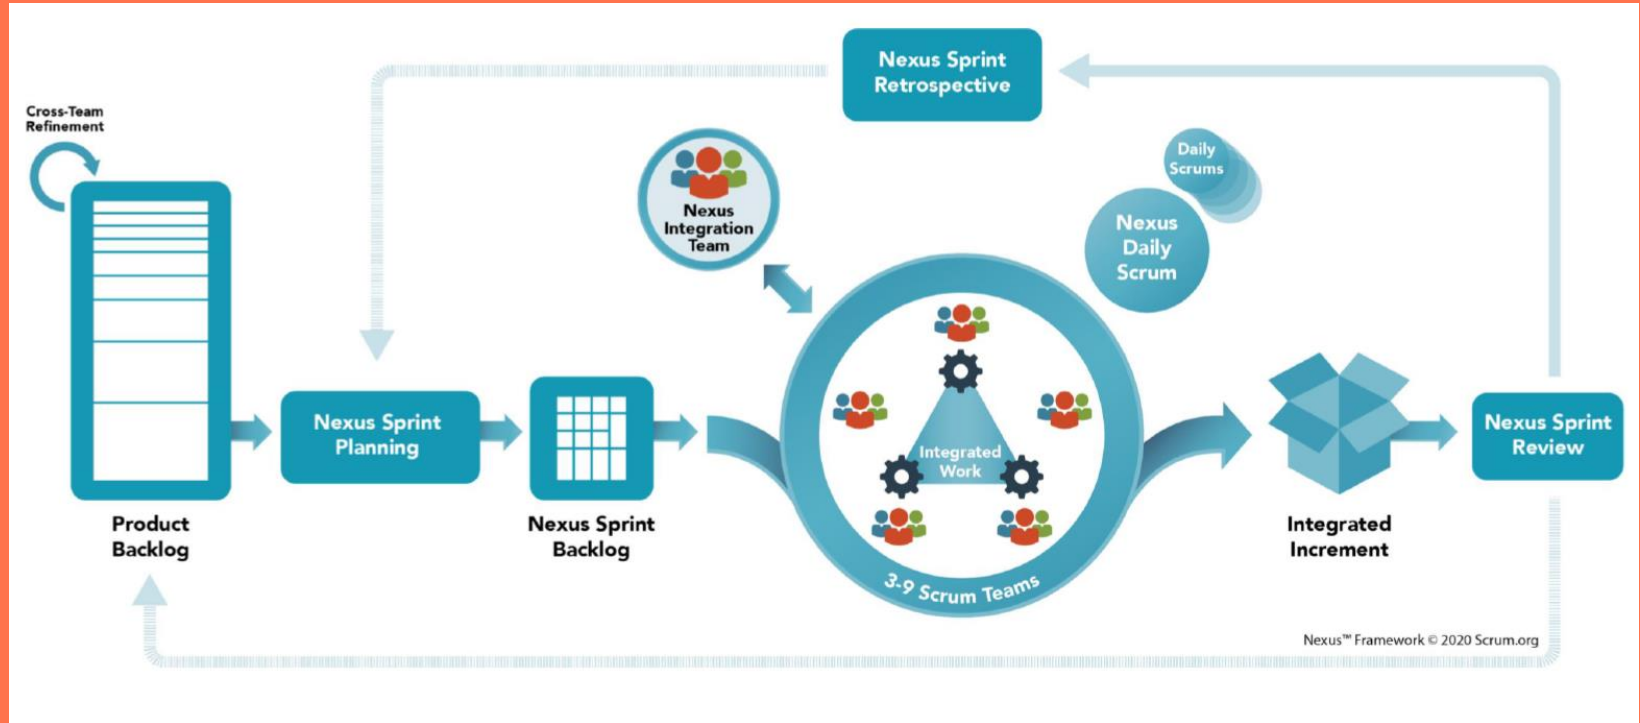 Nexus Sprint
Retrospective
Cross-Team
Refinement
Daily
Scrums
Nexus
Integration
Team
Nexus
Daily
Scrum
Nexus Sprint
Planning
Integrated
Work
Nexus Sprint
Review
Product
Backlog
Nexus Sprint
Backlog
Integrated
Increment
3-9 Scrum Teams
Nexus™ Framework © 2020 Scrum.org